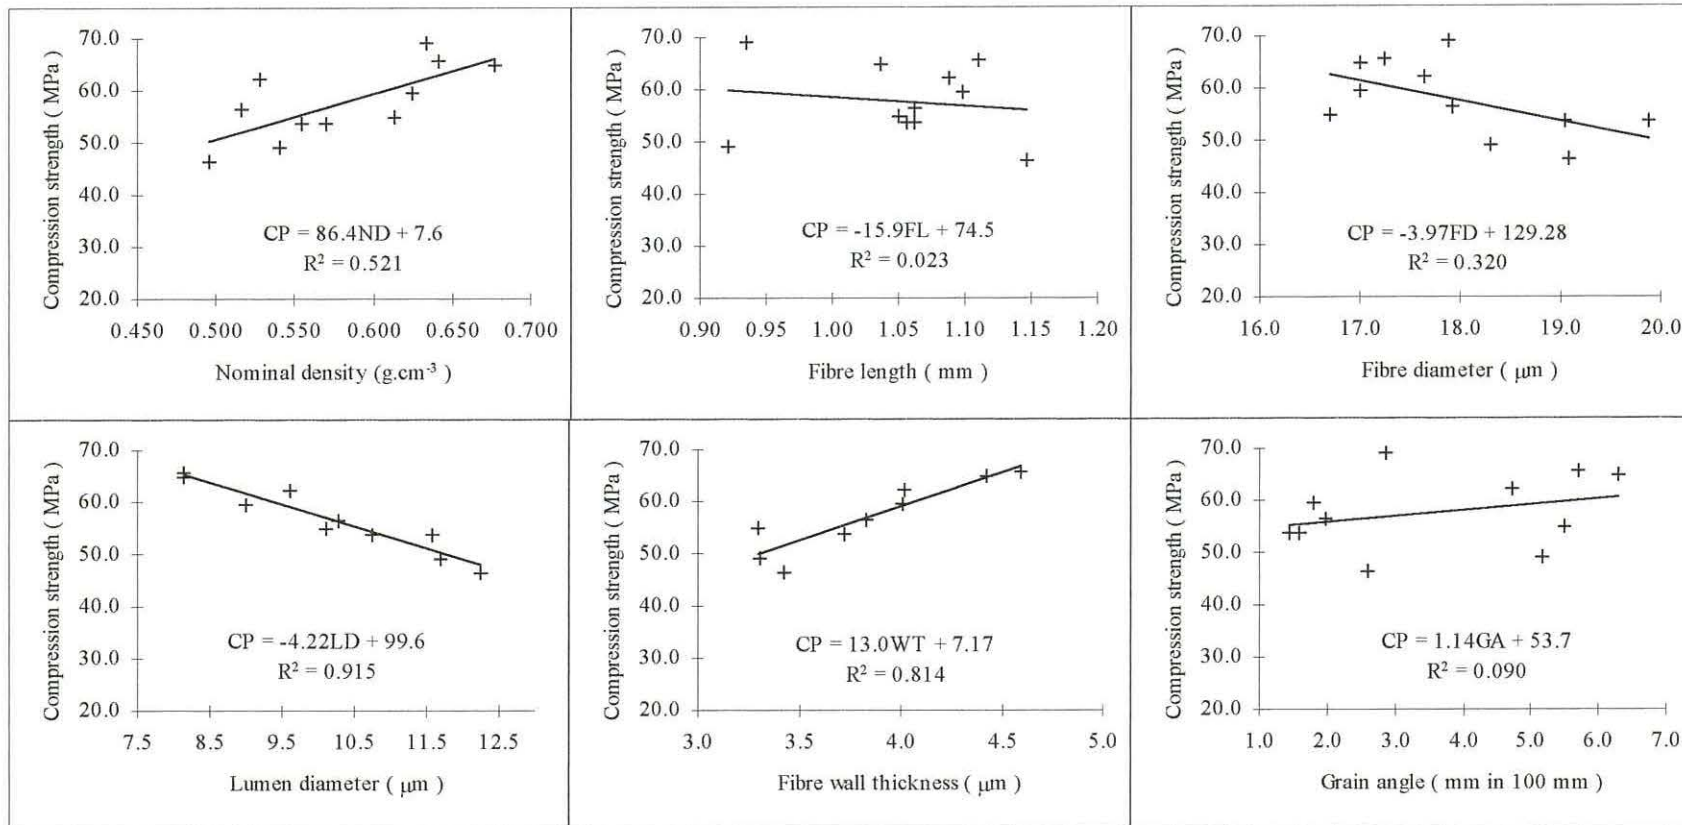 Compression strength ( MPa)
70.0
60.0
50.0
40.0
30.0
20.0
CP = 86.4ND + 7.6
R² = 0.521
0.450 0.500 0.550 0.600 0.650 0.700
Nominal density (g.cm⁻³ )
Compression strength ( MPa)
70.0
60.0
50.0
40.0
30.0
20.0
CP = -15.9FL + 74.5
R² = 0.023
0.90 0.95 1.00 1.05 1.10 1.15 1.20
Fibre length ( mm )
Compression strength ( MPa)
70.0
60.0
50.0
40.0
30.0
20.0
CP = -3.97FD + 129.28
R² = 0.320
16.0 17.0 18.0 19.0 20.0
Fibre diameter ( μm )
Compression strength ( MPa)
70.0
60.0
50.0
40.0
30.0
20.0
CP = -4.22LD + 99.6
R² = 0.915
7.5 8.5 9.5 10.5 11.5 12.5
Lumen diameter ( μm )
Compression strength ( MPa)
70.0
60.0
50.0
40.0
30.0
20.0
CP = 13.0WT + 7.17
R² = 0.814
3.0 3.5 4.0 4.5 5.0
Fibre wall thickness ( μm )
Compression strength ( MPa)
70.0
60.0
50.0
40.0
30.0
20.0
CP = 1.14GA + 53.7
R² = 0.090
1.0 2.0 3.0 4.0 5.0 6.0 7.0
Grain angle ( mm in 100 mm )